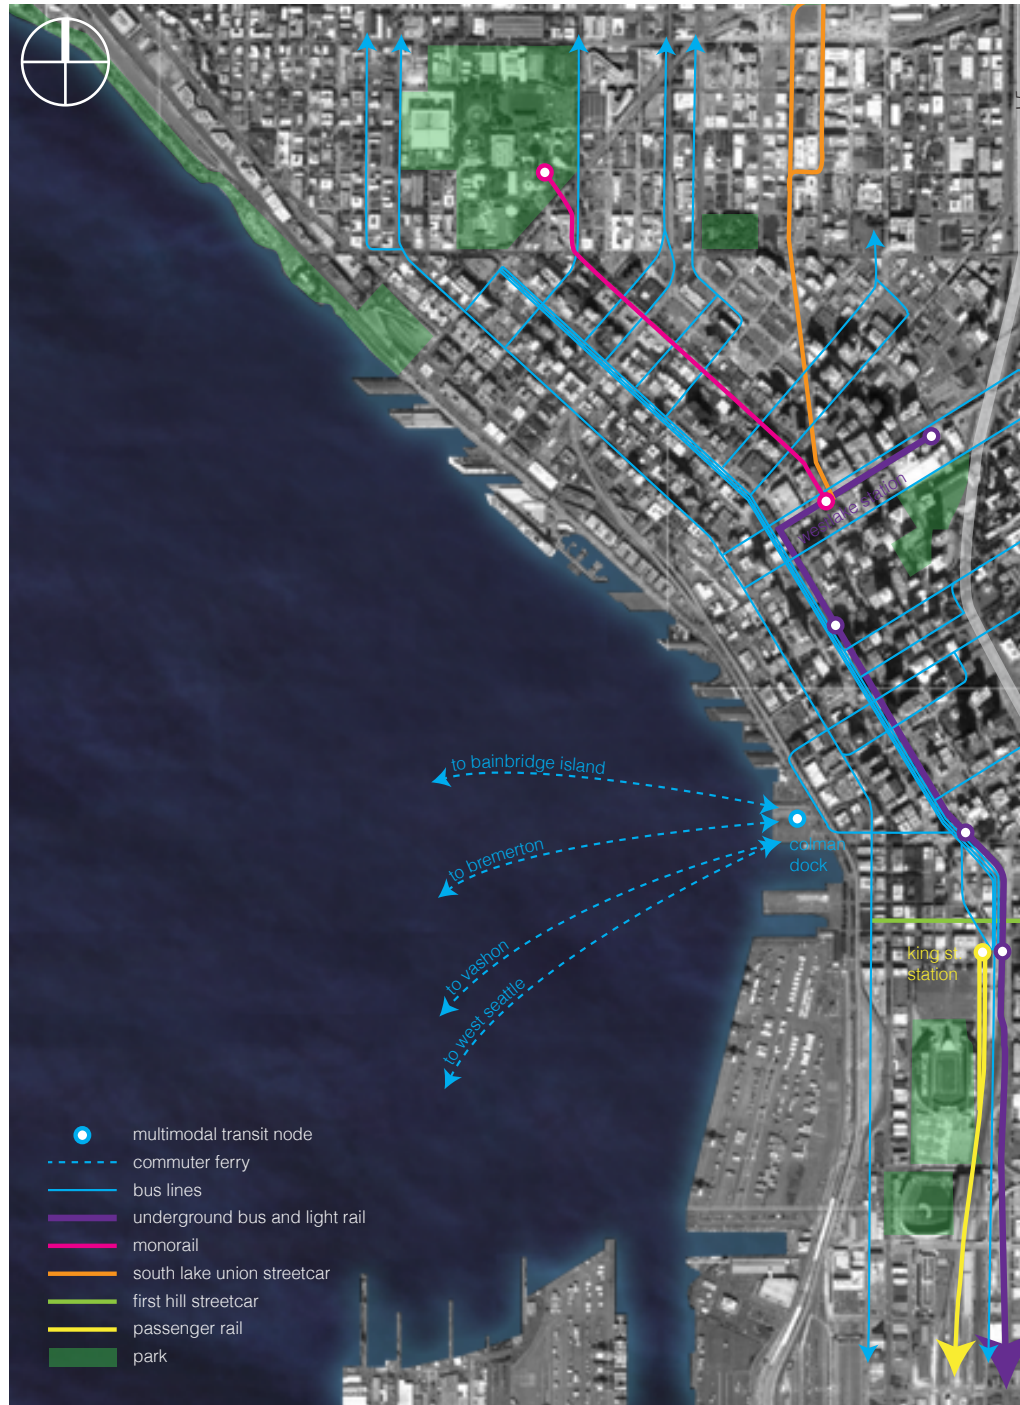 westlake station
to bainbridge island
to bremerton
colman
dock
to vashon
king st.
station
to west seattle
multimodal transit node
commuter ferry
bus lines
underground bus and light rail
monorail
south lake union streetcar
first hill streetcar
passenger rail
park